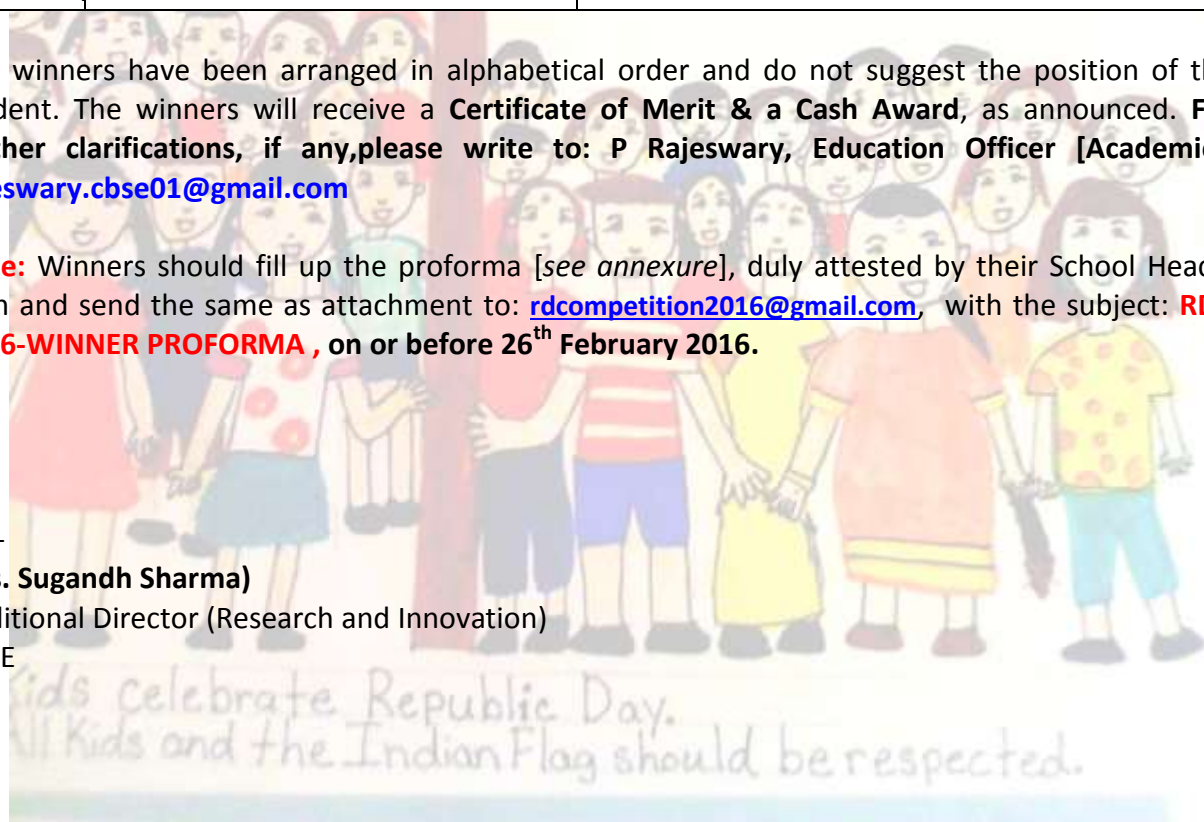 winners have been arranged in alphabetical order and do not suggest the position of th
dent. The winners will receive a Certificate of Merit & a Cash Award, as announced. F
ther clarifications, if any,please write to: P Rajeswary, Education Officer [Academic
eswary.cbse01@gmail.com
e: Winners should fill up the proforma [see annexure], duly attested by their School Head
n and send the same as attachment to: rdcompetition2016@gmail.com, with the subject: RD
6-WINNER PROFORMA , on or before 26th February 2016.
. Sugandh Sharma)
ditional Director (Research and Innovation)
E
Kids celebrate Republic Day.
All Kids and the Indian Flag should be respected.